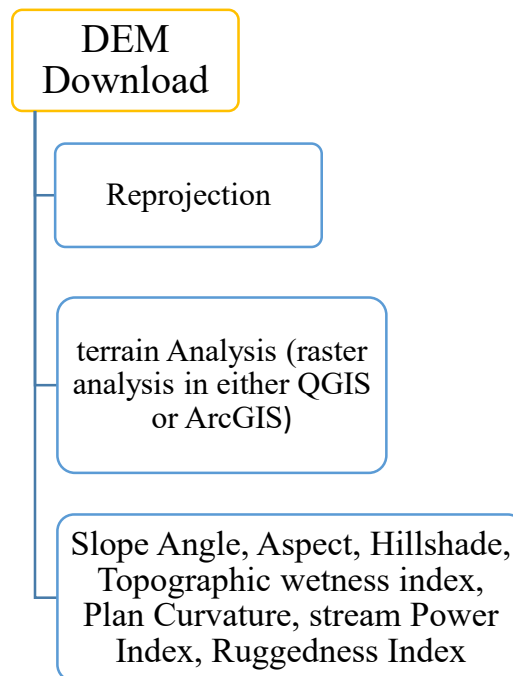 DEM
Download
Reprojection
terrain Analysis (raster
analysis in either QGIS
or ArcGIS)
Slope Angle, Aspect, Hillshade,
Topographic wetness index,
Plan Curvature, stream Power
Index, Ruggedness Index